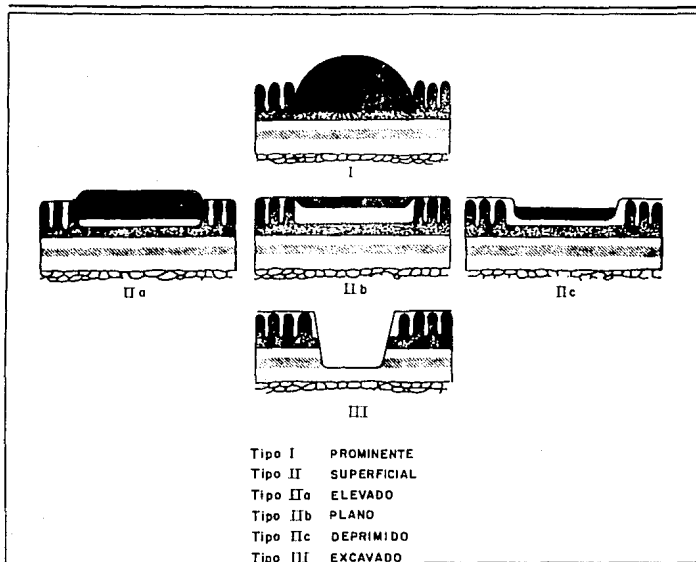 I
IIa
IIb
IIc
III
Tipo I PROMINENTE
Tipo II SUPERFICIAL
Tipo IIa ELEVADO
Tipo IIb PLANO
Tipo IIc DEPRIMIDO
Tipo III EXCAVADO